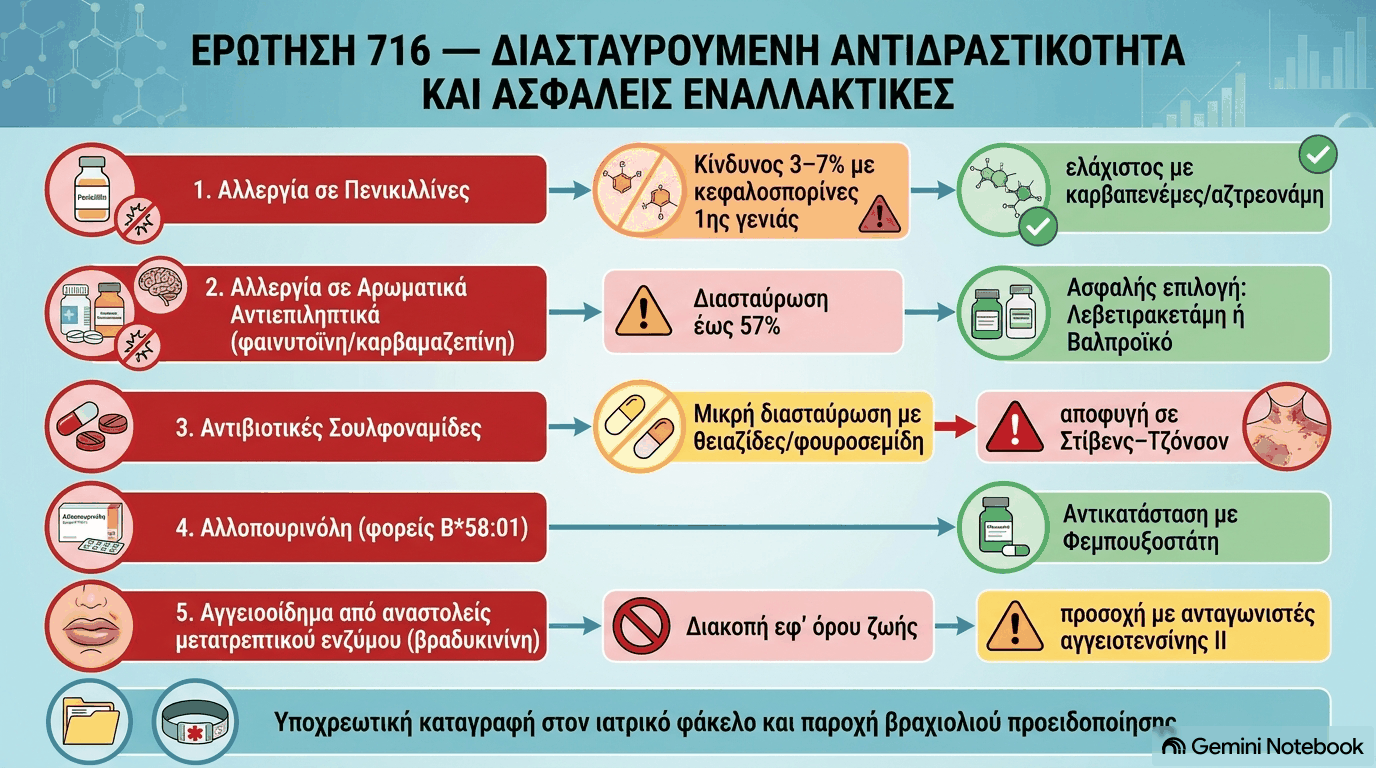 ΕΡΩΤΗΣΗ 716 — ΔΙΑΣΤΑΥΡΟΥΜΕΝΗ ΑΝΤΙΔΡΑΣΤΙΚΟΤΗΤΑ
ΚΑΙ ΑΣΦΑΛΕΙΣ ΕΝΑΛΛΑΚΤΙΚΕΣ
Penicillin
1. Αλλεργία σε Πενικιλλίνες
Κίνδυνος 3–7% με
κεφαλοσπορίνες
1ης γενιάς
ελάχιστος με
καρβαπενέμες/αζτρεονάμη
2. Αλλεργία σε Αρωματικά
Αντιεπιληπτικά
(φαινυτοΐνη/καρβαμαζεπίνη)
Διασταύρωση
έως 57%
Ασφαλής επιλογή:
Λεβετιρακετάμη ή
Βαλπροϊκό
3. Αντιβιοτικές Σουλφοναμίδες
Μικρή διασταύρωση με
θειαζίδες/φουροσεμίδη
αποφυγή σε
Στίβενς–Τζόνσον
4. Αλλοπουρινόλη (φορείς B*58:01)
Αντικατάσταση με
Φεμπουξοστάτη
5. Αγγειοοίδημα από αναστολείς
μετατρεπτικού ενζύμου (βραδυκινίνη)
Διακοπή εφ' όρου ζωής
προσοχή με ανταγωνιστές
αγγειοτενσίνης II
Υποχρεωτική καταγραφή στον ιατρικό φάκελο και παροχή βραχιολιού προειδοποίησης
Gemini Notebook